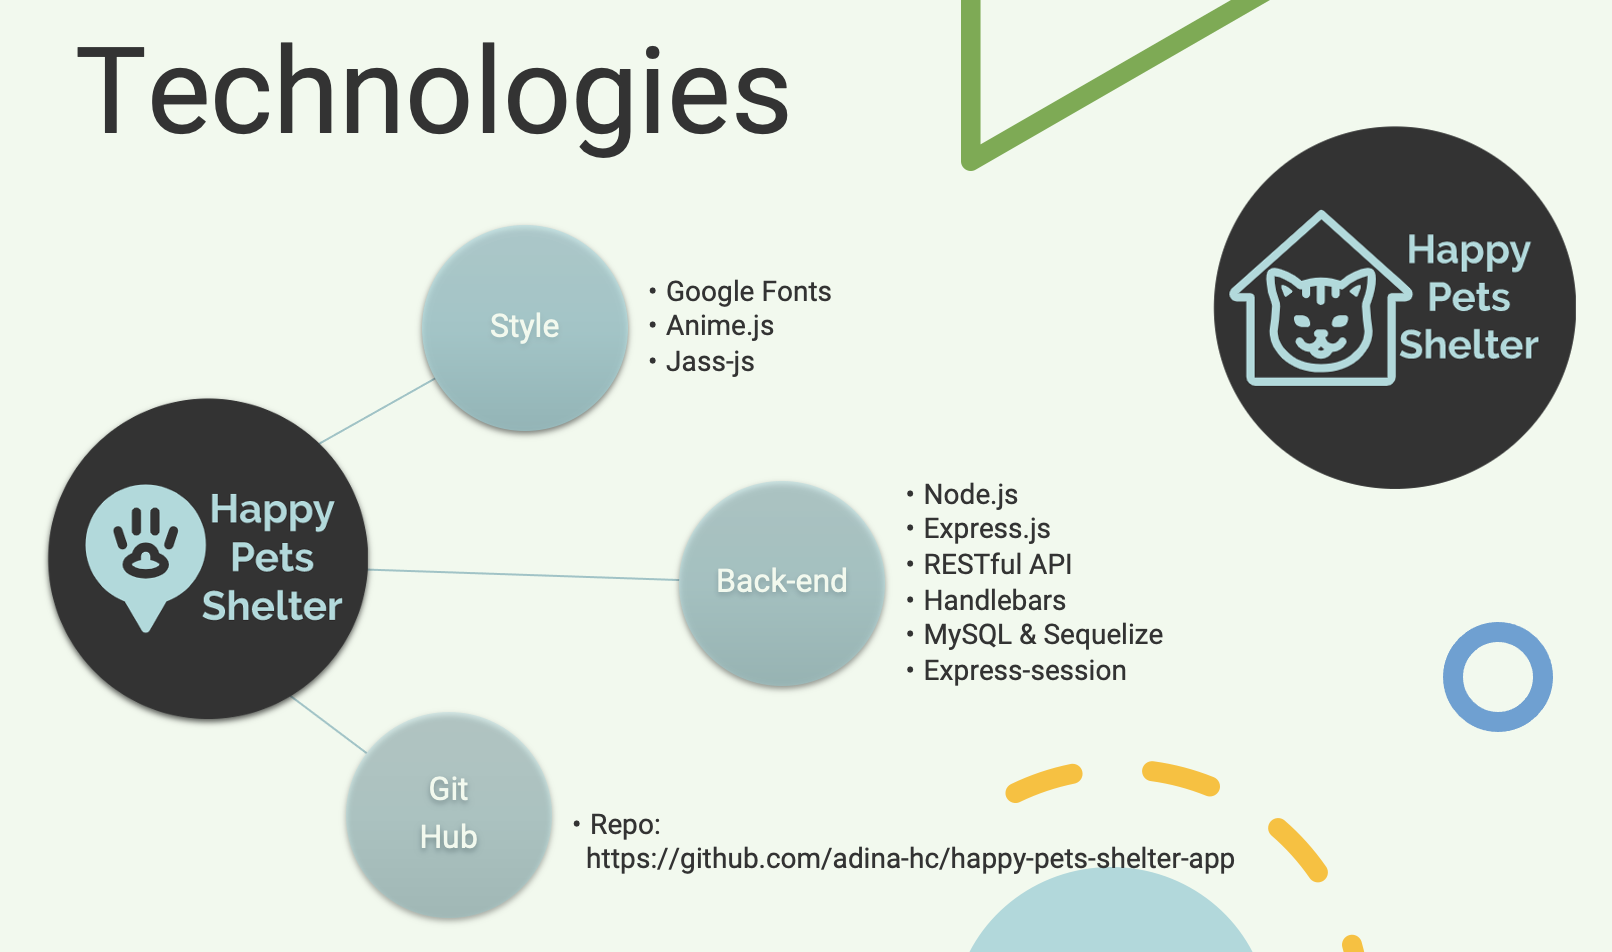 Technologies
Happy
Pets
Shelter
Style
• Google Fonts
• Anime.js
• Jass-js
Happy
Pets
Shelter
Back-end
• Node.js
• Express.js
• RESTful API
• Handlebars
• MySQL & Sequelize
• Express-session
Git
Hub
• Repo:
https://github.com/adina-hc/happy-pets-shelter-app